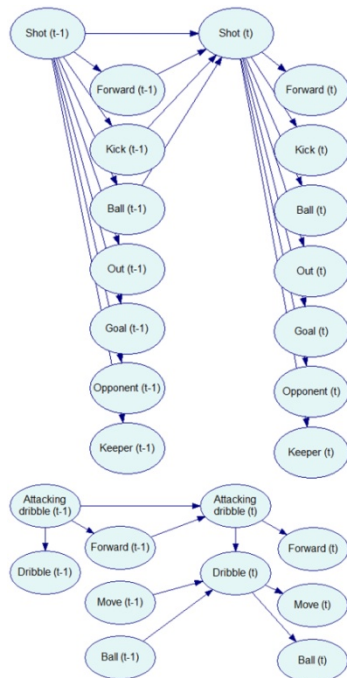 Shot (t-1)
Shot (t)
Forward (t-1)
Forward (t)
Kick (t-1)
Kick (t)
Ball (t-1)
Ball (t)
Out (t-1)
Out (t)
Goal (t-1)
Goal (t)
Opponent (t-1)
Opponent (t)
Keeper (t-1)
Keeper (t)
Attacking
dribble (t-1)
Attacking
dribble (t)
Forward (t-1)
Forward (t)
Dribble (t-1)
Dribble (t)
Move (t-1)
Move (t)
Ball (t-1)
Ball (t)